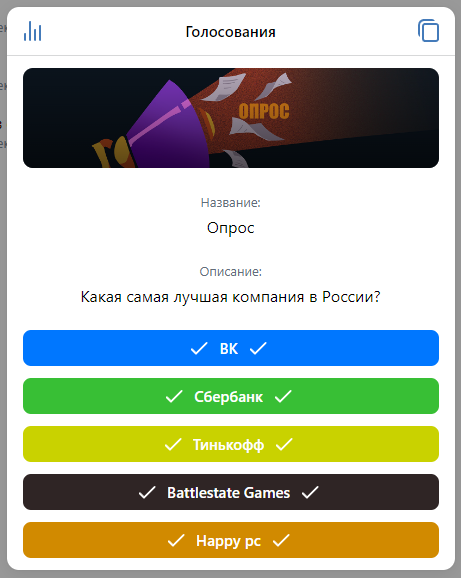 Голосования
ОПРОС
Название:
Опрос
Описание:
Какая самая лучшая компания в России?
ВК
Сбербанк
Тинькофф
Battlestate Games
Happy pc